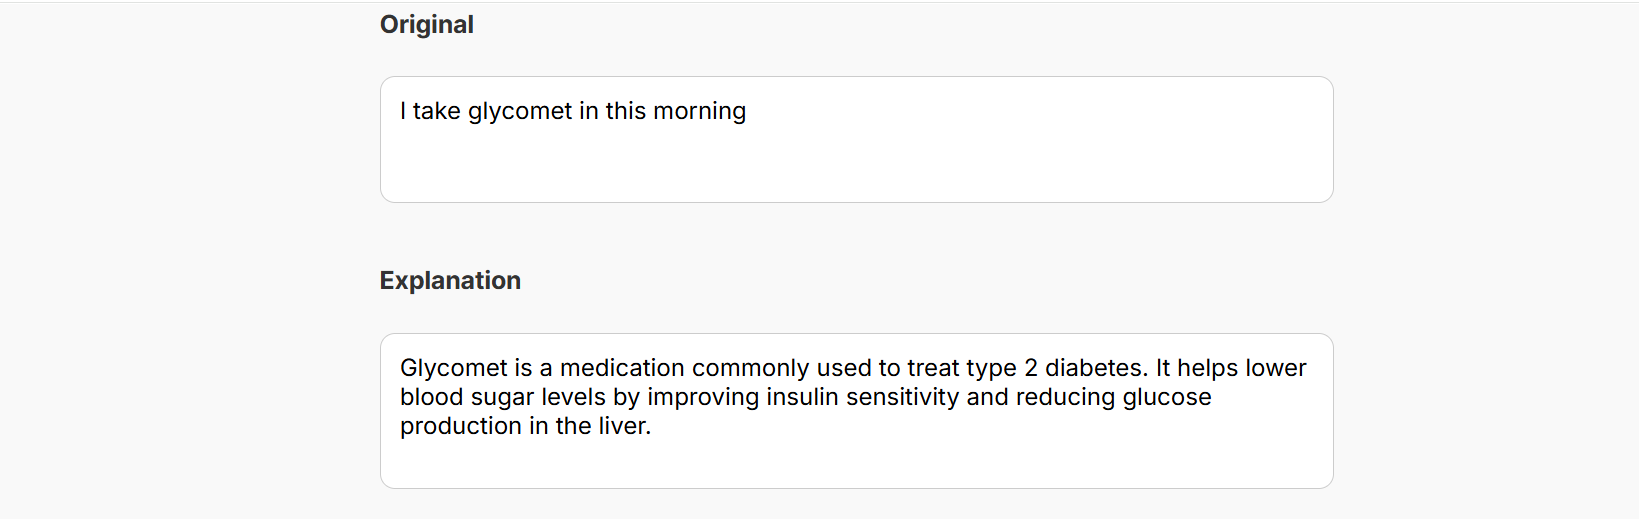 Original
I take glycomet in this morning
Explanation
Glycomet is a medication commonly used to treat type 2 diabetes. It helps lower
blood sugar levels by improving insulin sensitivity and reducing glucose
production in the liver.